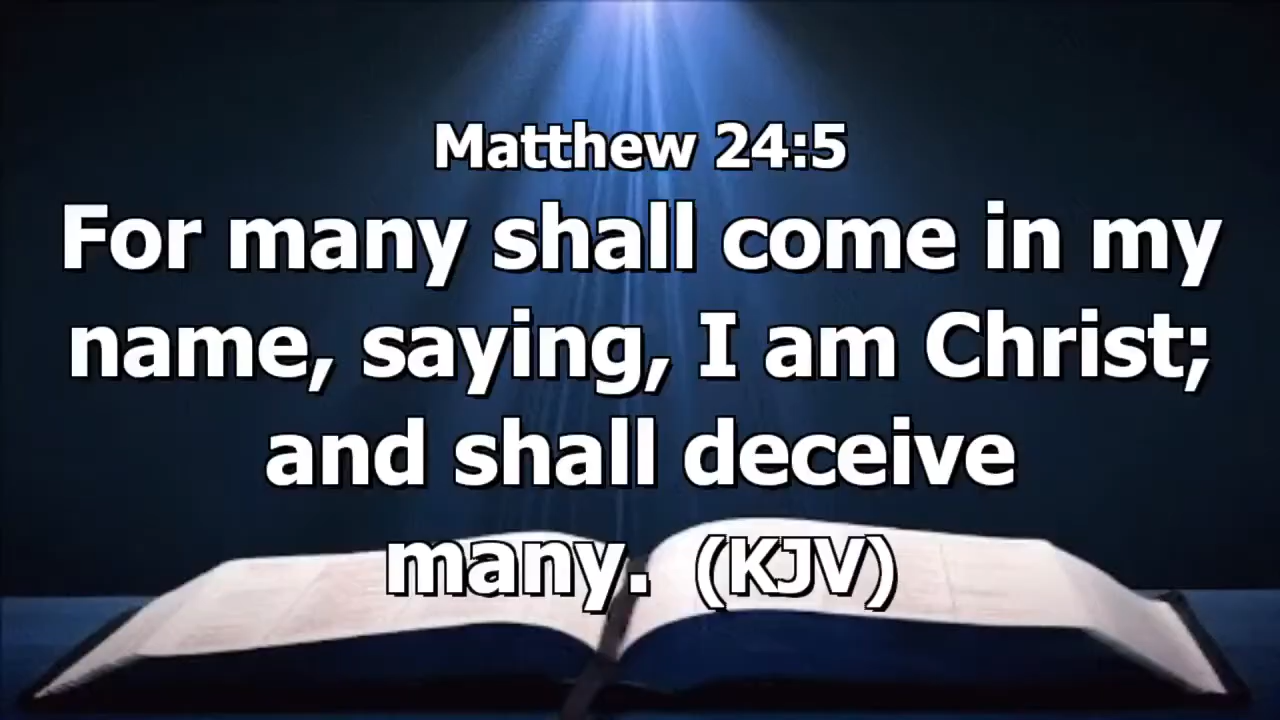 Matthew 24:5
For many shall come in my
name, saying, I am Christ;
and shall deceive
many. (KJV)